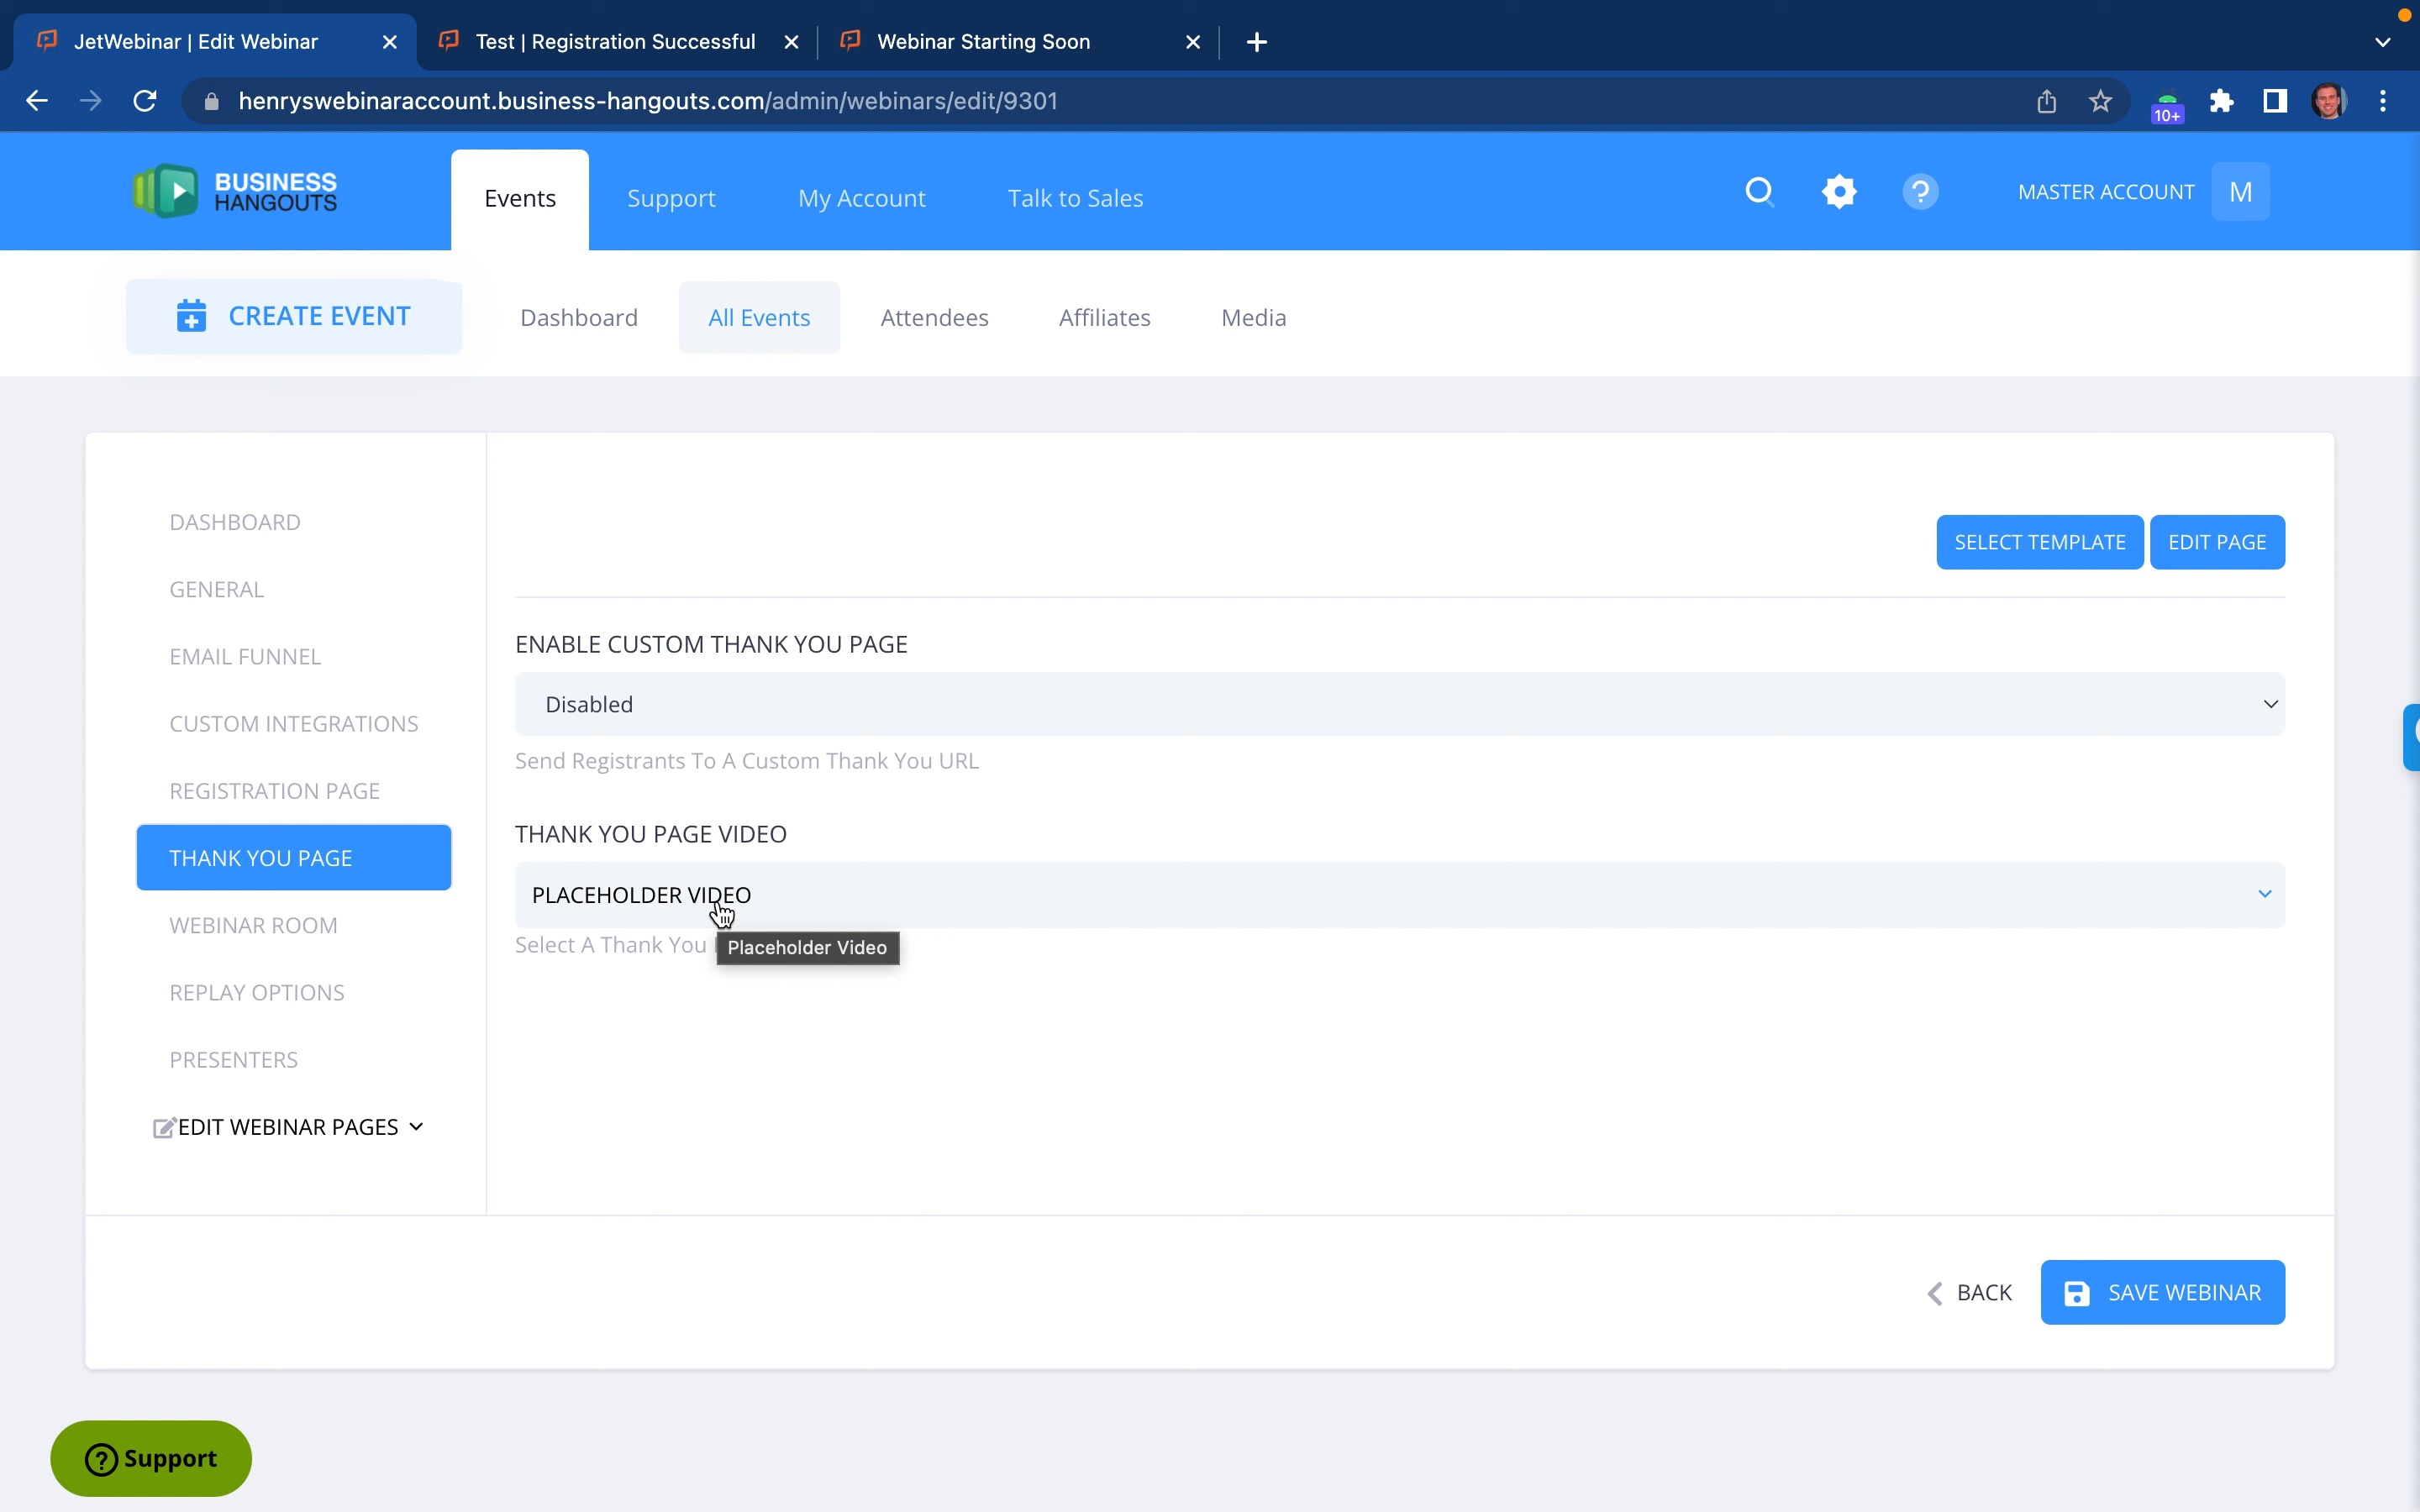 JetWebinar | Edit Webinar
Test | Registration Successful
Webinar Starting Soon
henryswebinaraccount.business-hangouts.com/admin/webinars/edit/9301
10+
BUSINESS
HANGOUTS
Events
Support
My Account
Talk to Sales
?
MASTER ACCOUNT
M
CREATE EVENT
Dashboard
All Events
Attendees
Affiliates
Media
DASHBOARD
GENERAL
EMAIL FUNNEL
CUSTOM INTEGRATIONS
REGISTRATION PAGE
THANK YOU PAGE
WEBINAR ROOM
REPLAY OPTIONS
PRESENTERS
EDIT WEBINAR PAGES
SELECT TEMPLATE
EDIT PAGE
ENABLE CUSTOM THANK YOU PAGE
Disabled
Send Registrants To A Custom Thank You URL
THANK YOU PAGE VIDEO
PLACEHOLDER VIDEO
Select A Thank You
Placeholder Video
BACK
SAVE WEBINAR
? Support